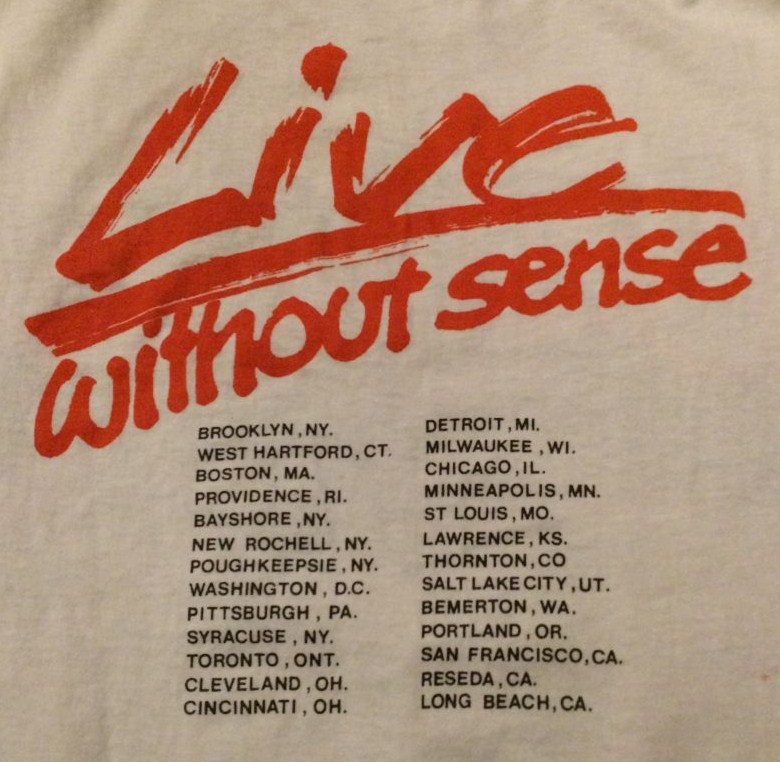 Live
without sense
BROOKLYN, NY.
WEST HARTFORD, CT.
BOSTON, MA.
PROVIDENCE, RI.
BAYSHORE, NY.
NEW ROCHELL, NY.
POUGHKEEPSIE, NY.
WASHINGTON, D.C.
PITTSBURGH, PA.
SYRACUSE, NY.
TORONTO, ONT.
CLEVELAND, OH.
CINCINNATI, OH.
DETROIT, MI.
MILWAUKEE, WI.
CHICAGO, IL.
MINNEAPOLIS, MN.
ST LOUIS, MO.
LAWRENCE, KS.
THORNTON, CO
SALT LAKE CITY, UT.
BEMERTON, WA.
PORTLAND, OR.
SAN FRANCISCO, CA.
RESEDA, CA.
LONG BEACH, CA.